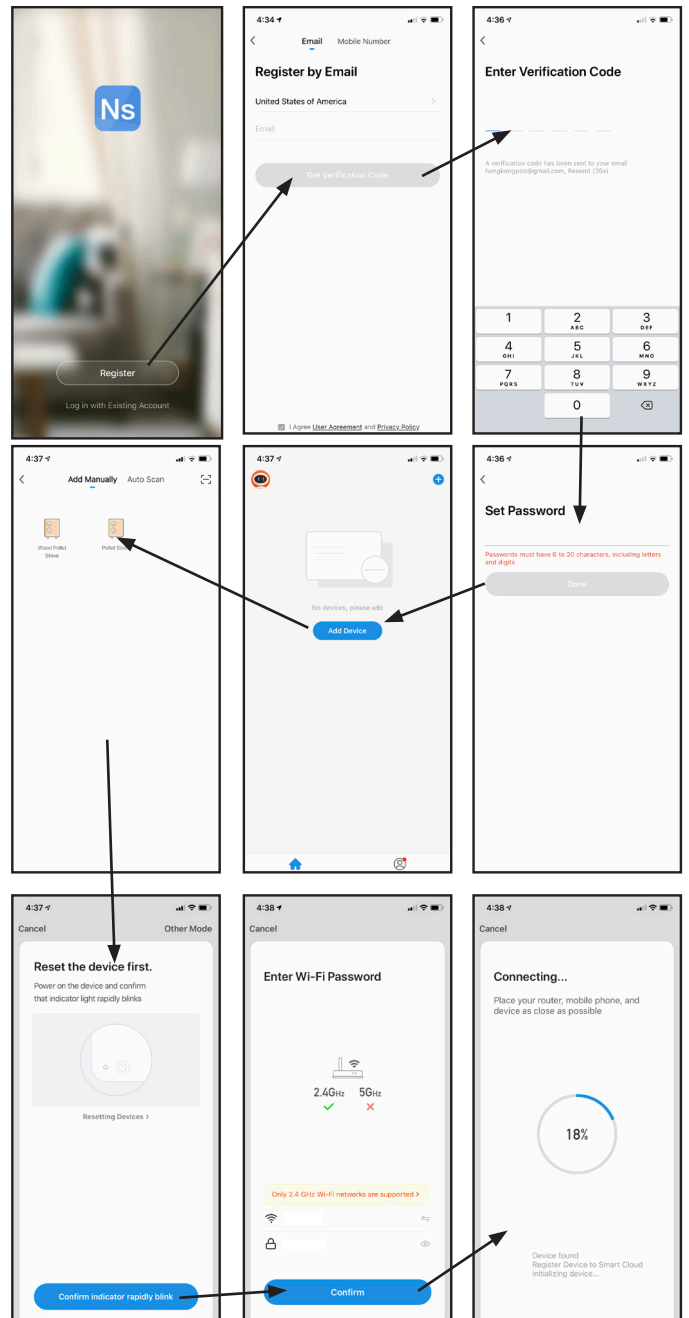 Ns
Register
Log in with Existing Account
4:34
Email Mobile Number
Register by Email
United States of America
Email
Get Verification Code
I Agree User Agreement and Privacy Policy
4:36
Enter Verification Code
A verification code has been sent to your email
hongkongpoo@gmail.com, Resend (36s)
1 2 3
ABC DEF
4 5 6
GHI JKL MNO
7 8 9
PQRS TUV WXYZ
0
4:37
Add Manually Auto Scan
Wood Pellet
Stove
Pellet Stove
4:37
No devices, please add
Add Device
4:36
Set Password
Passwords must have 6 to 20 characters, including letters
and digits
Done
4:37
Cancel Other Mode
Reset the device first.
Power on the device and confirm
that indicator light rapidly blinks
Resetting Devices >
Confirm indicator rapidly blink
4:38
Cancel
Enter Wi-Fi Password
2.4GHz 5GHz
Only 2.4 GHz Wi-Fi networks are supported >
Confirm
4:38
Cancel
Connecting...
Place your router, mobile phone, and
device as close as possible
18%
Device found
Register Device to Smart Cloud
Initializing device...